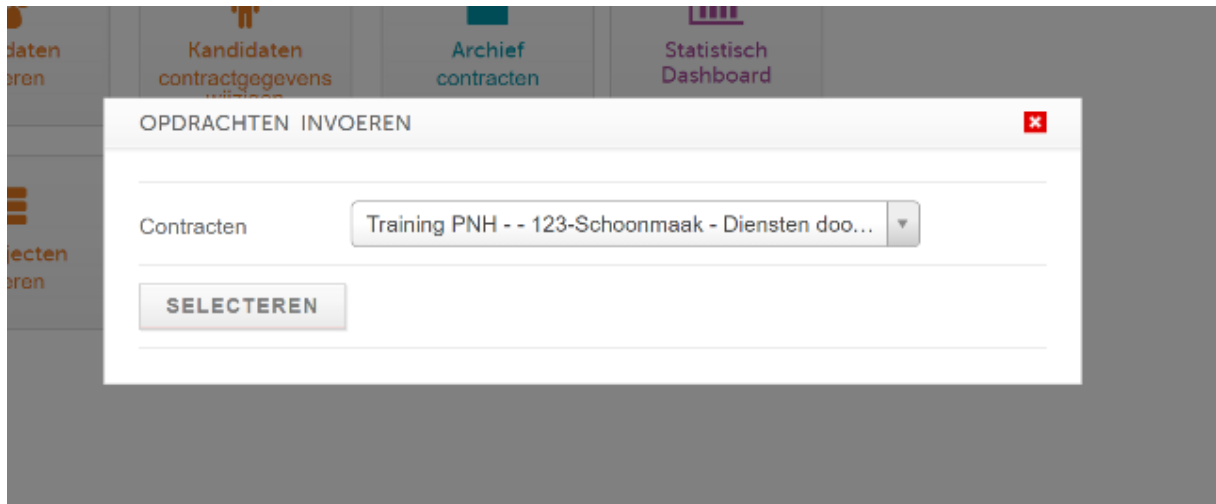 daten
eren
Kandidaten
contractgegevens
wijzigen
Archief
contracten
Statistisch
Dashboard
OPDRACHTEN INVOEREN
Contracten
Training PNH - - 123-Schoonmaak - Diensten doo...
jecten
eren
SELECTEREN